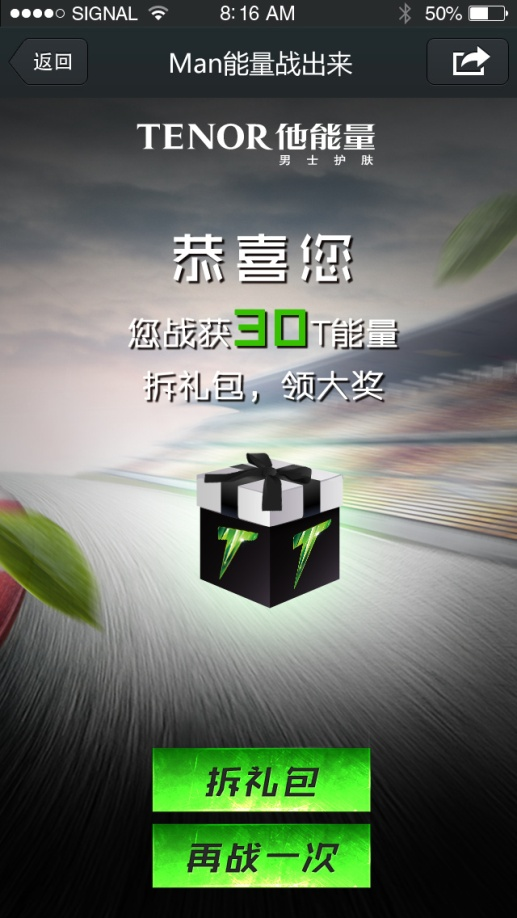 SIGNAL 8:16 AM 50%
返回 Man能量战出来
TENOR他能量
男士护肤
恭喜您
您战获30T能量
拆礼包，领大奖
拆礼包
再战一次